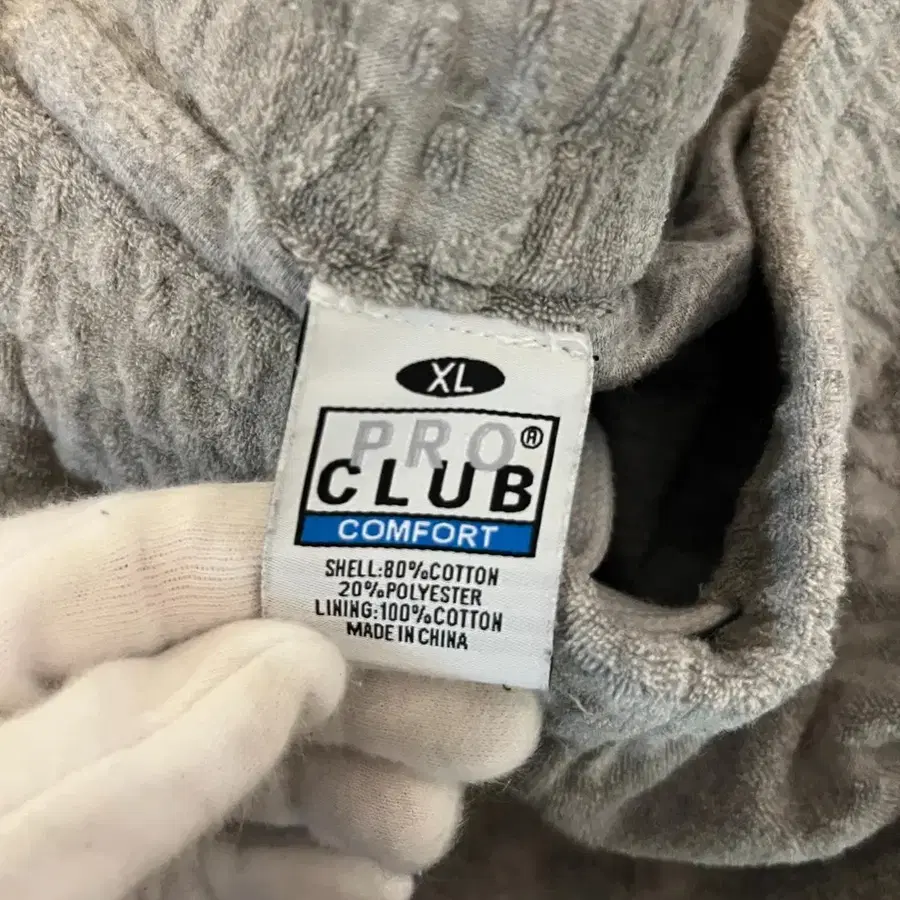 XL
PRO®
CLUB
COMFORT
SHELL:80%COTTON
20%POLYESTER
LINING:100%COTTON
MADE IN CHINA